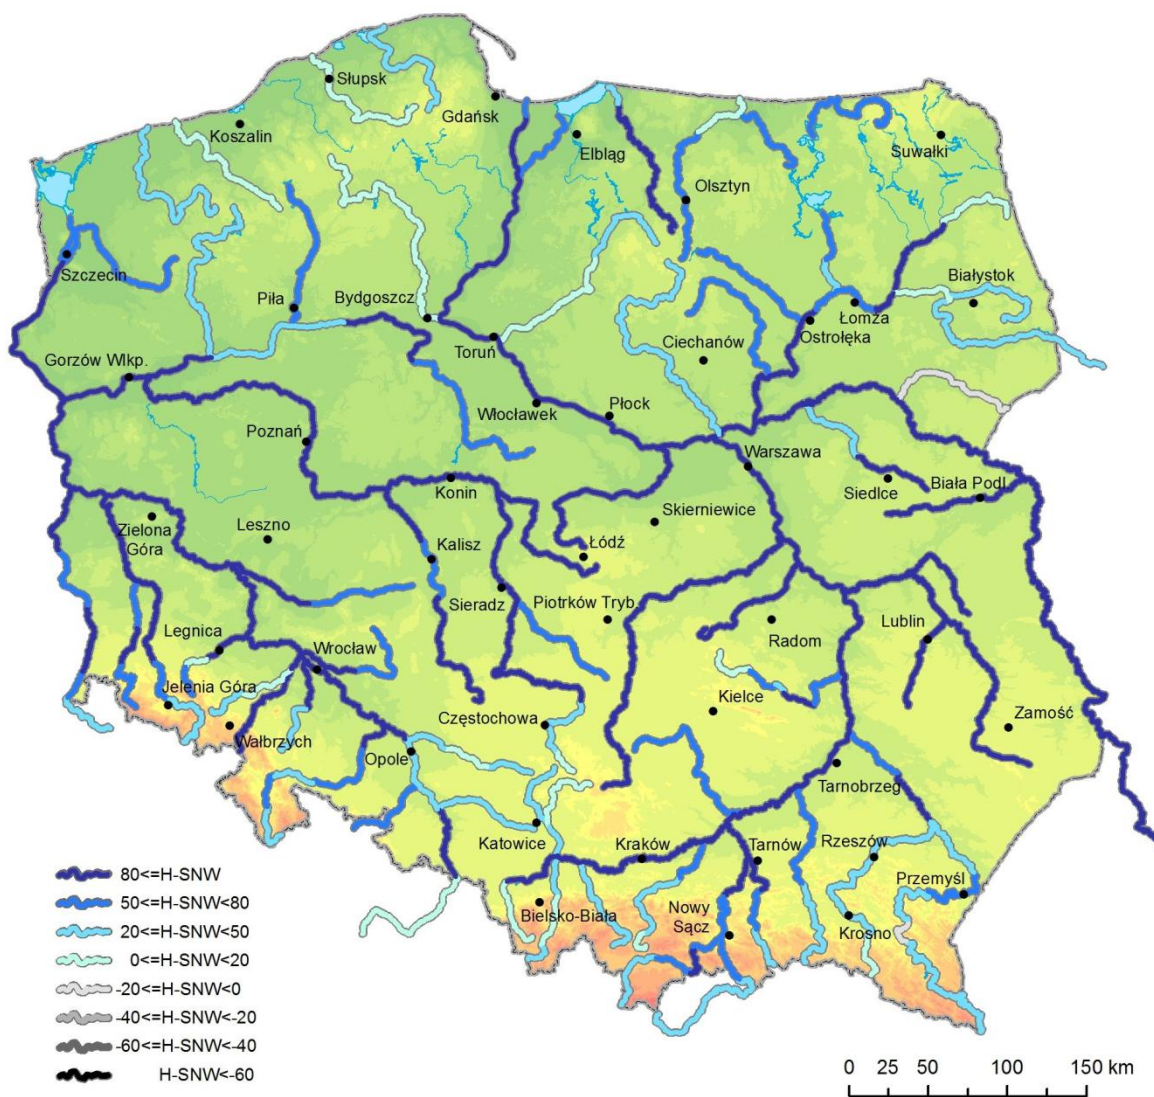 Słupsk
Gdańsk
Koszalin
Elbląg
Suwałki
Olsztyn
Szczecin
Piła
Bydgoszcz
Białystok
Łomża
Ostrołęka
Toruń
Ciechanów
Gorzów Wlkp.
Włocławek
Płock
Poznań
Warszawa
Konin
Siedlce
Biała Podl.
Skierniewice
Zielona
Góra
Leszno
Kalisz
Łódź
Sieradz
Piotrków Tryb.
Radom
Lublin
Legnica
Wrocław
Jelenia Góra
Kielce
Zamość
Częstochowa
Wałbrzych
Opole
Tarnobrzeg
Katowice
Kraków
Tarnów
Rzeszów
Przemyśl
Bielsko-Biała
Nowy
Sącz
Krosno
80<=H-SNW
50<=H-SNW<80
20<=H-SNW<50
0<=H-SNW<20
-20<=H-SNW<0
-40<=H-SNW<-20
-60<=H-SNW<-40
H-SNW<-60
0 25 50 100 150 km